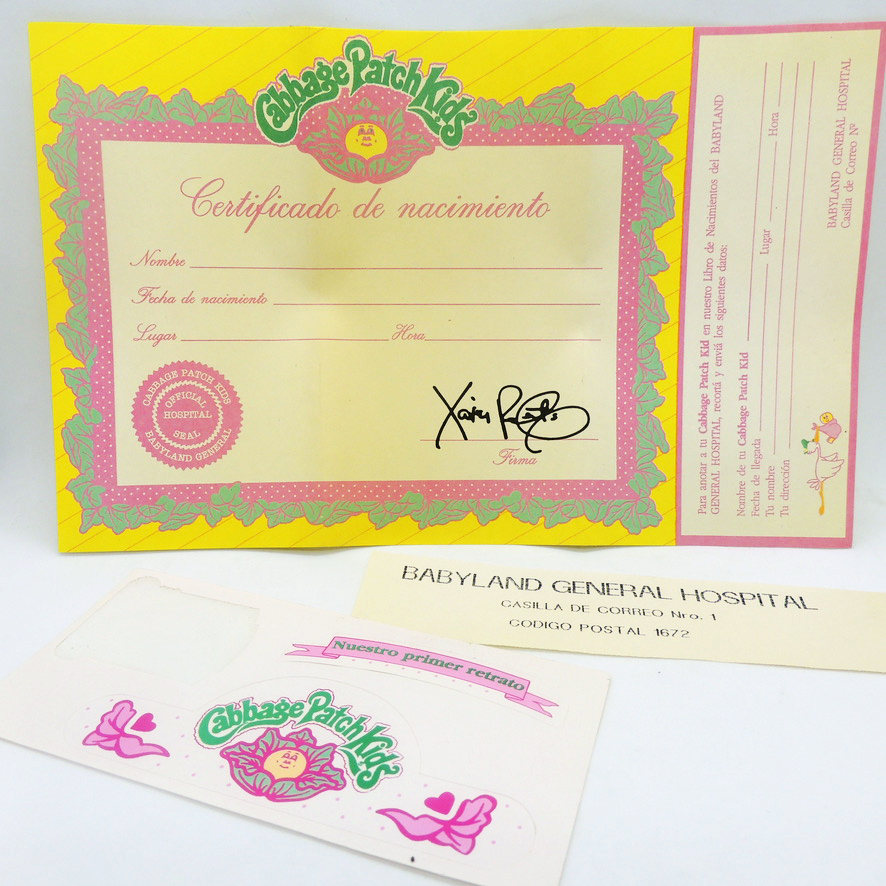 Cabbage Patch Kids
Certificado de nacimiento
Nombre
Fecha de nacimiento
Lugar Hora
CABBAGE PATCH KIDS
OFFICIAL
HOSPITAL
SEAL
BABYLAND GENERAL
Xavier Roberts
Firma
Para anotar a tu Cabbage Patch Kid en nuestro Libro de Nacimientos del BABYLAND
GENERAL HOSPITAL, recortá y enviá los siguientes datos:
Nombre de tu Cabbage Patch Kid
Fecha de llegada Lugar Hora
Tu nombre
Tu dirección
BABYLAND GENERAL HOSPITAL
Casilla de Correo Nº
BABYLAND GENERAL HOSPITAL
CASILLA DE CORREO Nro. 1
CODIGO POSTAL 1672
Nuestro primer retrato
Cabbage Patch Kids